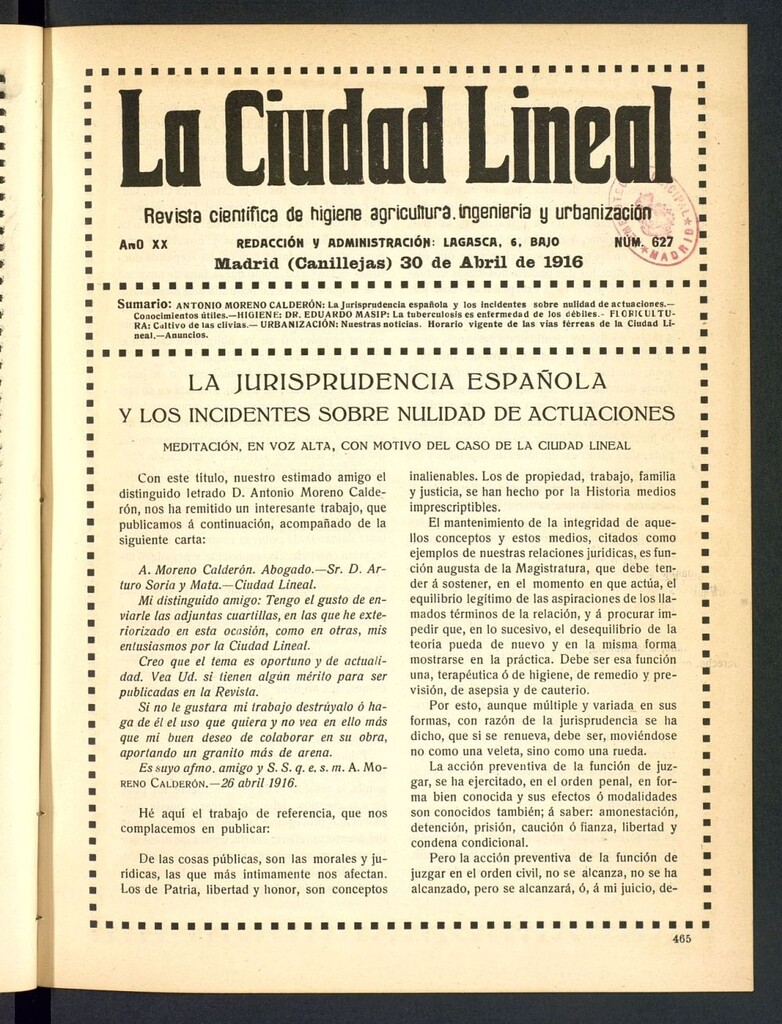 La Ciudad Lineal
Revista cientifica de higiene agricultura. ingenieria y urbanización
Año XX
REDACCIÓN Y ADMINISTRACIÓN: LAGASCA, 6, BAJO
NÚM. 627
Madrid (Canillejas) 30 de Abril de 1916
MADRID
Sumario: ANTONIO MORENO CALDERÓN: La Jurisprudencia española y los incidentes sobre nulidad de actuaciones.—
Conocimientos útiles.—HIGIENE: DR. EDUARDO MASIP: La tuberculosis es enfermedad de los débiles.- FLORICULTU-
RA: Cultivo de las clivias.— URBANIZACIÓN: Nuestras noticias. Horario vigente de las vías férreas de la Ciudad Li-
neal.—Anuncios.
LA JURISPRUDENCIA ESPAÑOLA
Y LOS INCIDENTES SOBRE NULIDAD DE ACTUACIONES
MEDITACIÓN, EN VOZ ALTA, CON MOTIVO DEL CASO DE LA CIUDAD LINEAL
Con este título, nuestro estimado amigo el
distinguido letrado D. Antonio Moreno Calde-
rón, nos ha remitido un interesante trabajo, que
publicamos á continuación, acompañado de la
siguiente carta:
A. Moreno Calderón. Abogado.—Sr. D. Ar-
turo Soria y Mata.—Ciudad Lineal.
Mi distinguido amigo: Tengo el gusto de en-
viarle las adjuntas cuartillas, en las que he exte-
riorizado en esta ocasión, como en otras, mis
entusiasmos por la Ciudad Lineal.
Creo que el tema es oportuno y de actuali-
dad. Vea Ud. si tienen algún mérito para ser
publicadas en la Revista.
Si no le gustara mi trabajo destrúyalo ó ha-
ga de él el uso que quiera y no vea en ello más
que mi buen deseo de colaborar en su obra,
aportando un granito más de arena.
Es suyo afmo. amigo y S. S. q. e. s. m. A. Mo-
RENO CALDERÓN.—26 abril 1916.
Hé aquí el trabajo de referencia, que nos
complacemos en publicar:
De las cosas públicas, son las morales y ju-
rídicas, las que más íntimamente nos afectan.
Los de Patria, libertad y honor, son conceptos
inalienables. Los de propiedad, trabajo, familia
y justicia, se han hecho por la Historia medios
imprescriptibles.
El mantenimiento de la integridad de aque-
llos conceptos y estos medios, citados como
ejemplos de nuestras relaciones jurídicas, es fun-
ción augusta de la Magistratura, que debe ten-
der á sostener, en el momento en que actúa, el
equilibrio legítimo de las aspiraciones de los lla-
mados términos de la relación, y á procurar im-
pedir que, en lo sucesivo, el desequilibrio de la
teoría pueda de nuevo y en la misma forma
mostrarse en la práctica. Debe ser esa función
una, terapéutica ó de higiene, de remedio y pre-
visión, de asepsia y de cauterio.
Por esto, aunque múltiple y variada en sus
formas, con razón de la jurisprudencia se ha
dicho, que si se renueva, debe ser, moviéndose
no como una veleta, sino como una rueda.
La acción preventiva de la función de juz-
gar, se ha ejercitado, en el orden penal, en for-
ma bien conocida y sus efectos ó modalidades
son conocidos también; á saber: amonestación,
detención, prisión, caución ó fianza, libertad y
condena condicional.
Pero la acción preventiva de la función de
juzgar en el orden civil, no se alcanza, no se ha
alcanzado, pero se alcanzará, ó, á mi juicio, de-
465